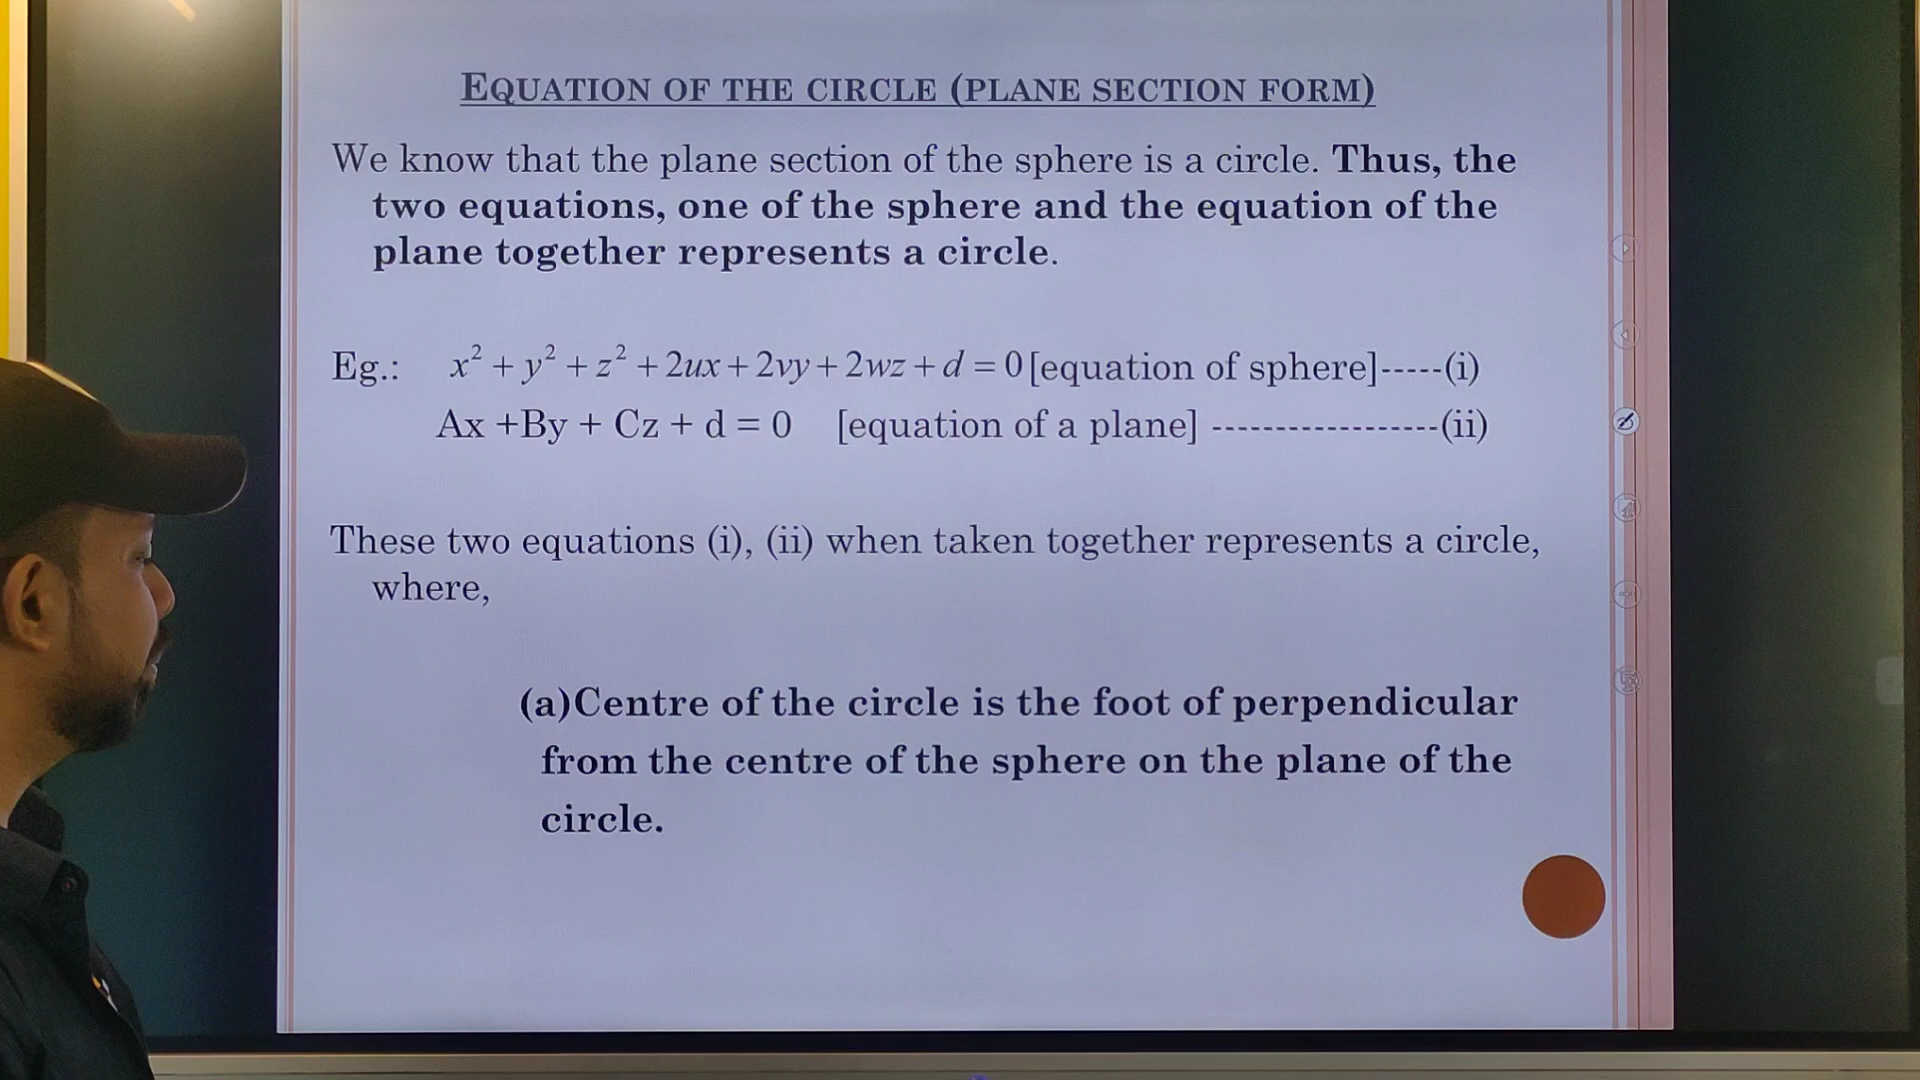 EQUATION OF THE CIRCLE (PLANE SECTION FORM)
We know that the plane section of the sphere is a circle. Thus, the
two equations, one of the sphere and the equation of the
plane together represents a circle.
Eg.: x² + y² + z² + 2ux + 2vy + 2wz + d = 0 [equation of sphere]-----(i)
Ax +By + Cz + d = 0 [equation of a plane] ------------------(ii)
These two equations (i), (ii) when taken together represents a circle,
where,
(a)Centre of the circle is the foot of perpendicular
from the centre of the sphere on the plane of the
circle.